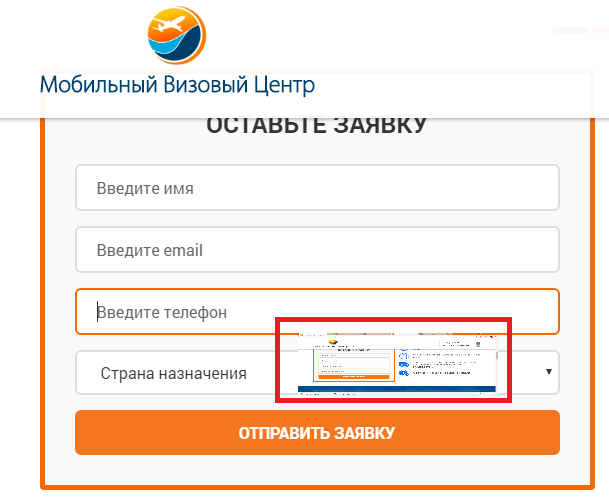 Мобильный Визовый Центр
ОСТАВЬТЕ ЗАЯВКУ
Введите имя
Введите email
Введите телефон
Страна назначения
ОТПРАВИТЬ ЗАЯВКУ